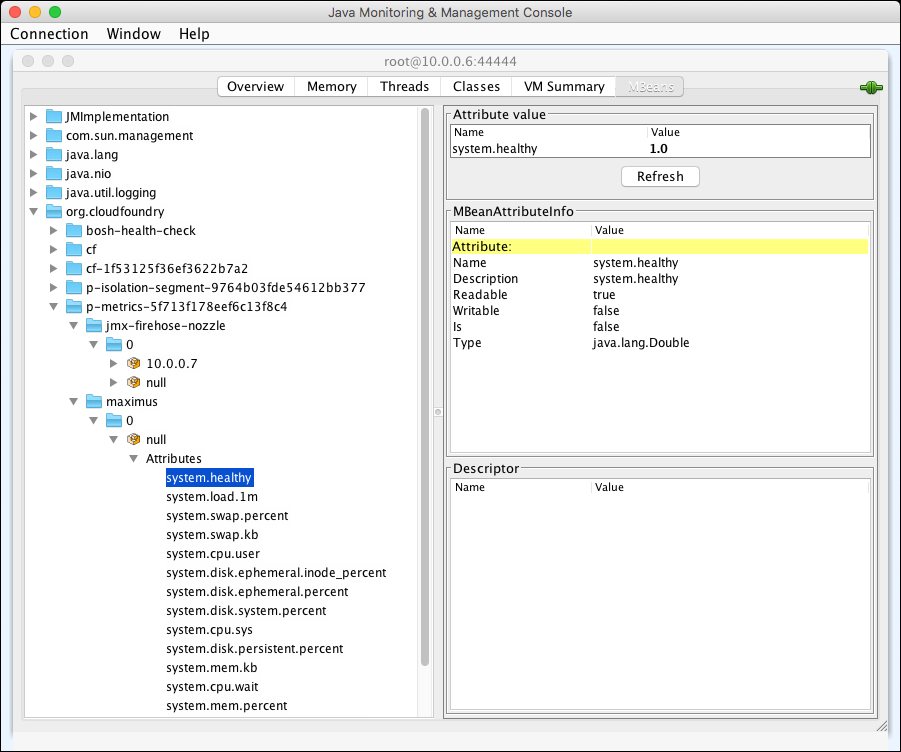 Java Monitoring & Management Console
Connection Window Help
root@10.0.0.6:44444
Overview Memory Threads Classes VM Summary MBeans
JMImplementation
com.sun.management
java.lang
java.nio
java.util.logging
org.cloudfoundry
bosh-health-check
cf
cf-1f53125f36ef3622b7a2
p-isolation-segment-9764b03fde54612bb377
p-metrics-5f713f178eef6c13f8c4
jmx-firehose-nozzle
0
10.0.0.7
null
maximus
0
null
Attributes
system.healthy
system.load.1m
system.swap.percent
system.swap.kb
system.cpu.user
system.disk.ephemeral.inode_percent
system.disk.ephemeral.percent
system.disk.system.percent
system.cpu.sys
system.disk.persistent.percent
system.mem.kb
system.cpu.wait
system.mem.percent
Attribute value
Name Value
system.healthy 1.0
Refresh
MBeanAttributeInfo
Name Value
Attribute:
Name system.healthy
Description system.healthy
Readable true
Writable false
Is false
Type java.lang.Double
Descriptor
Name Value